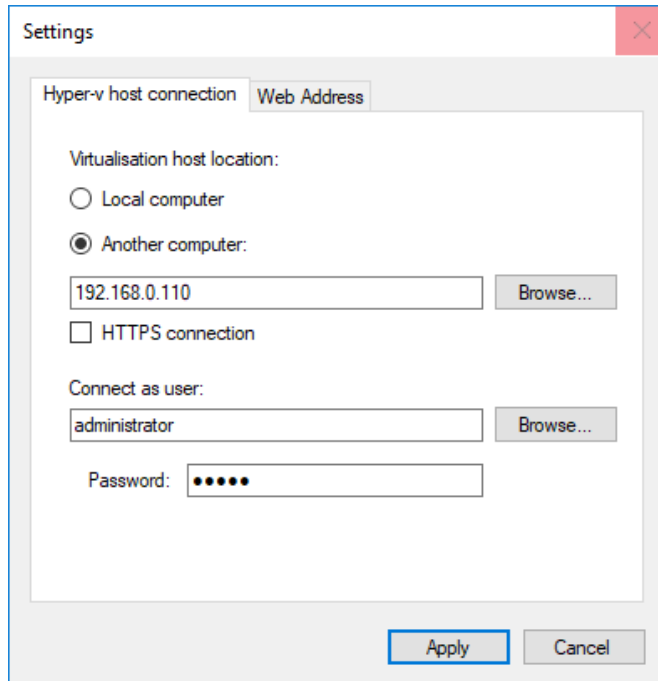 Settings
Hyper-v host connection Web Address
Virtualisation host location:
Local computer
Another computer:
192.168.0.110 Browse...
HTTPS connection
Connect as user:
administrator Browse...
Password: ●●●●●
Apply Cancel